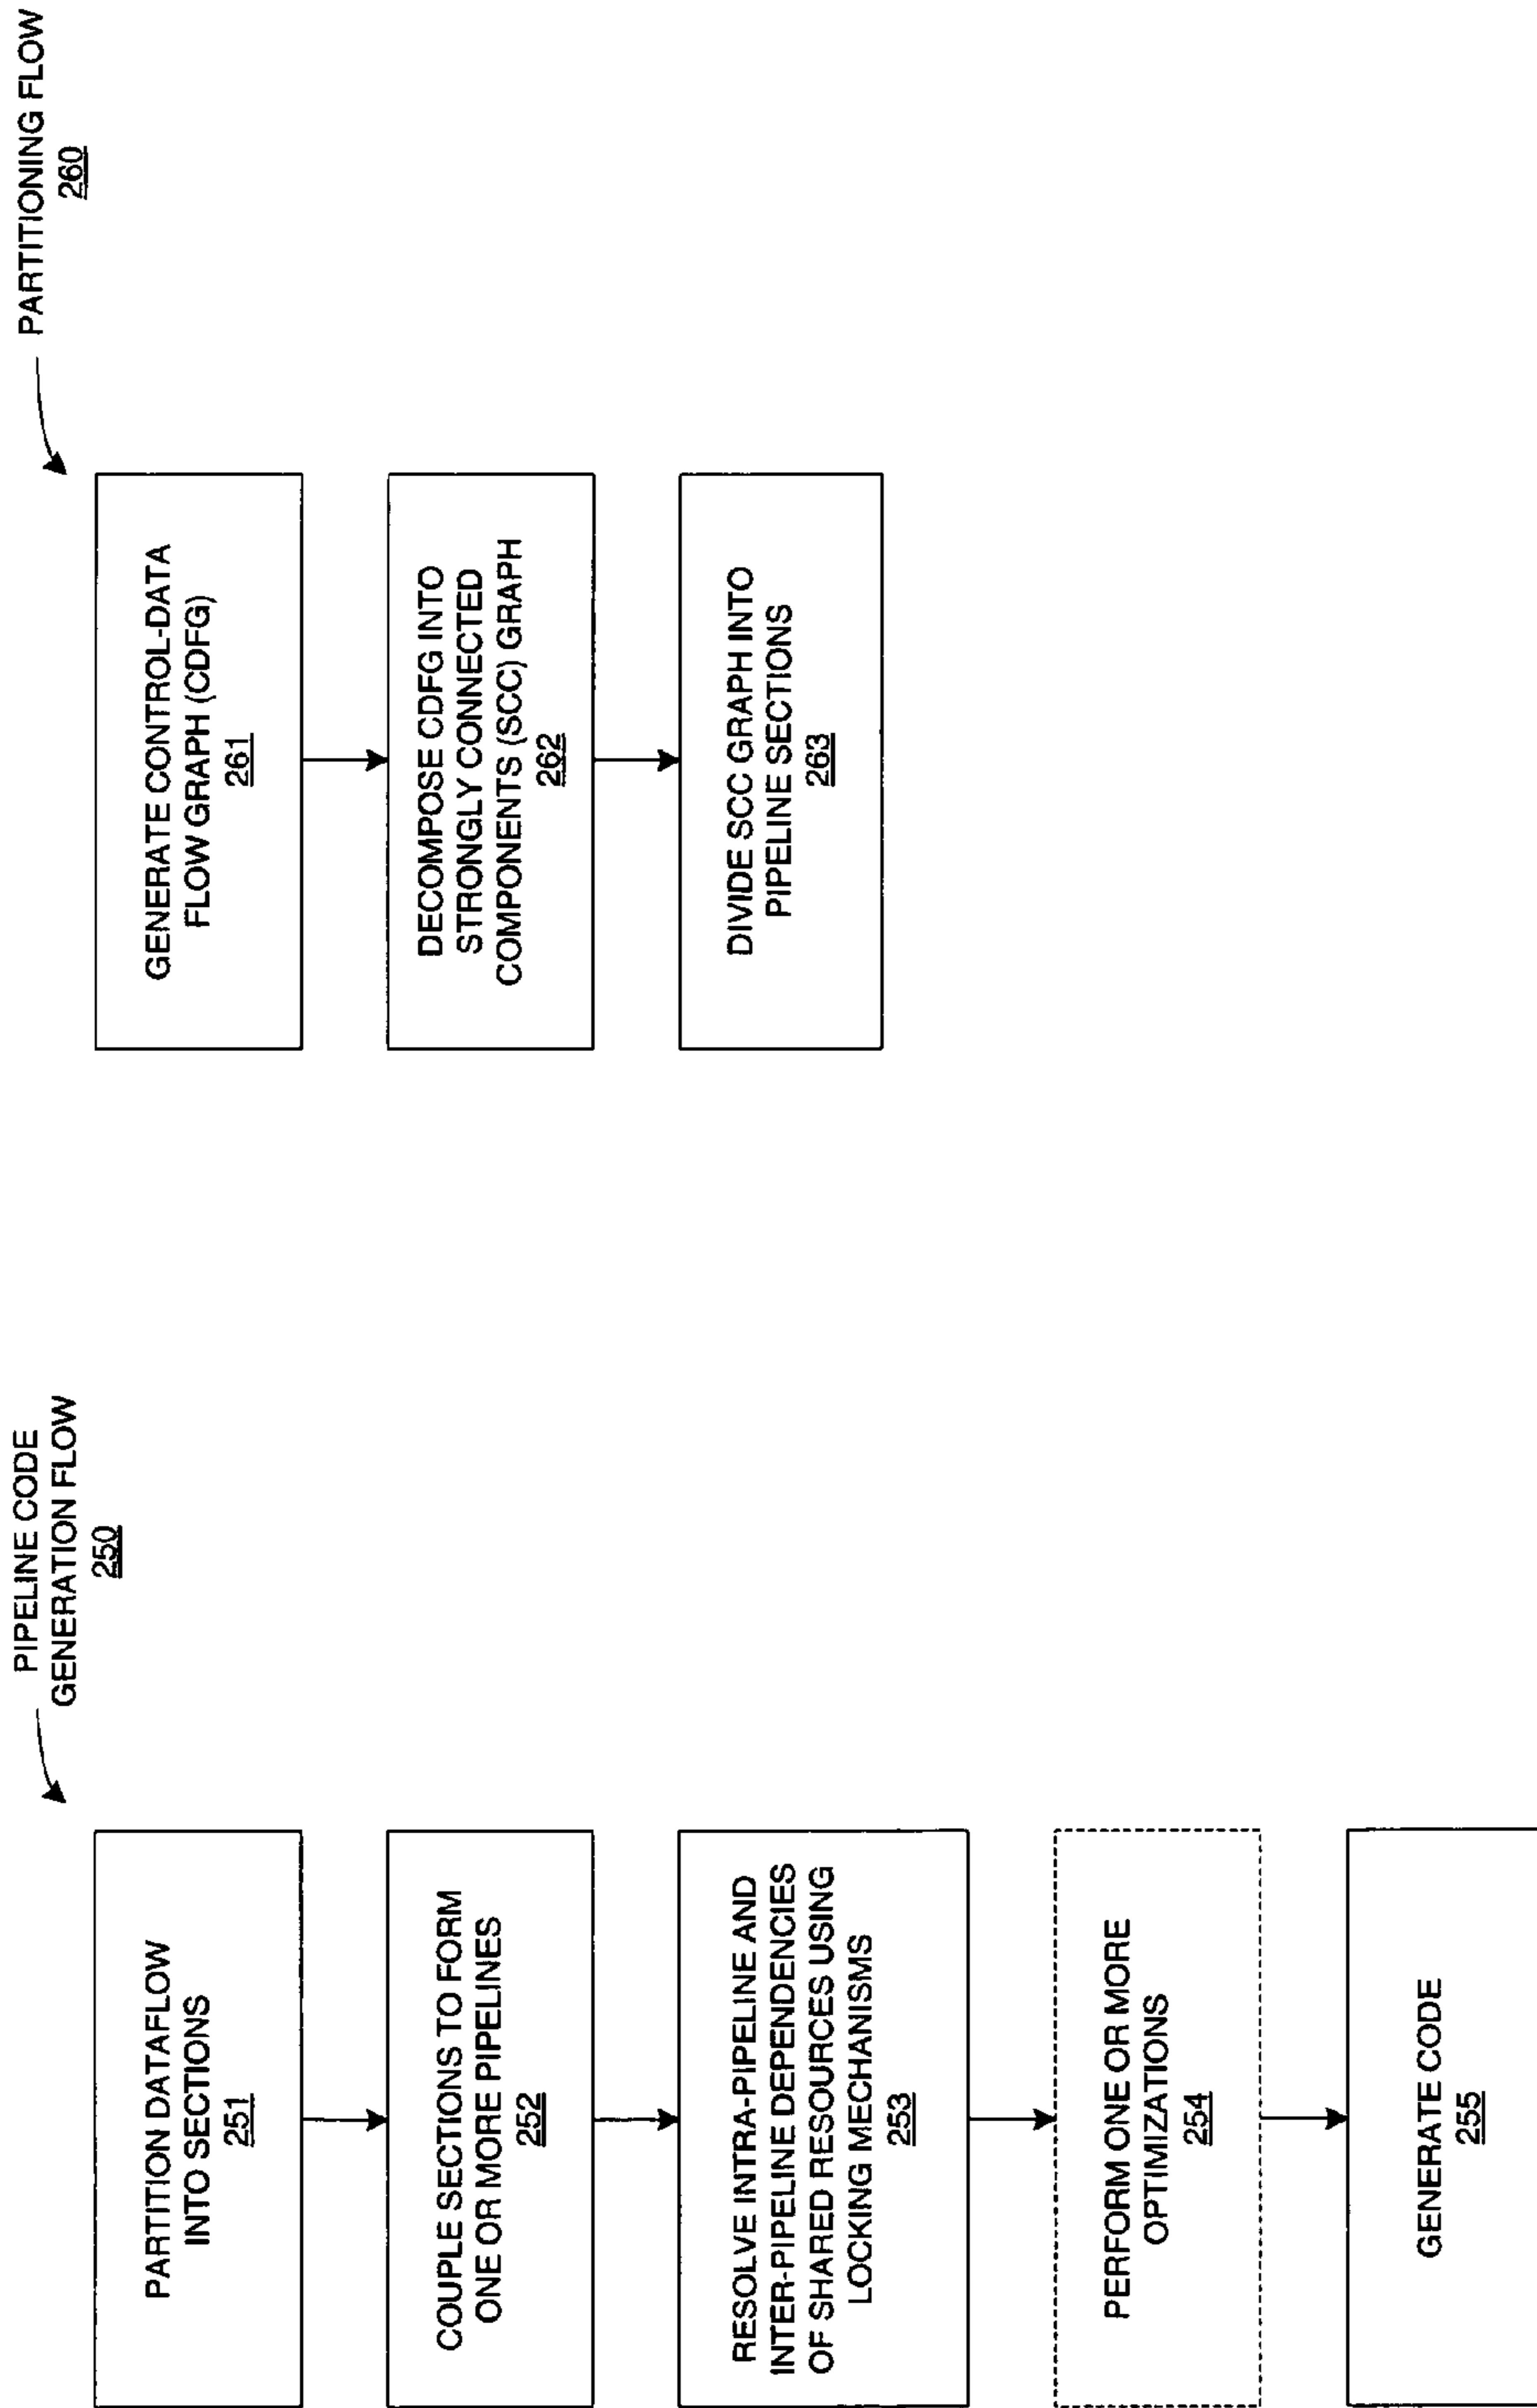 PIPELINE CODE
GENERATION FLOW
250
PARTITION DATAFLOW
INTO SECTIONS
251
COUPLE SECTIONS TO FORM
ONE OR MORE PIPELINES
252
RESOLVE INTRA-PIPELINE AND
INTER-PIPELINE DEPENDENCIES
OF SHARED RESOURCES USING
LOCKING MECHANISMS
253
PERFORM ONE OR MORE
OPTIMIZATIONS
254
GENERATE CODE
255
PARTITIONING FLOW
260
GENERATE CONTROL-DATA
FLOW GRAPH (CDFG)
261
DECOMPOSE CDFG INTO
STRONGLY CONNECTED
COMPONENTS (SCC) GRAPH
262
DIVIDE SCC GRAPH INTO
PIPELINE SECTIONS
263